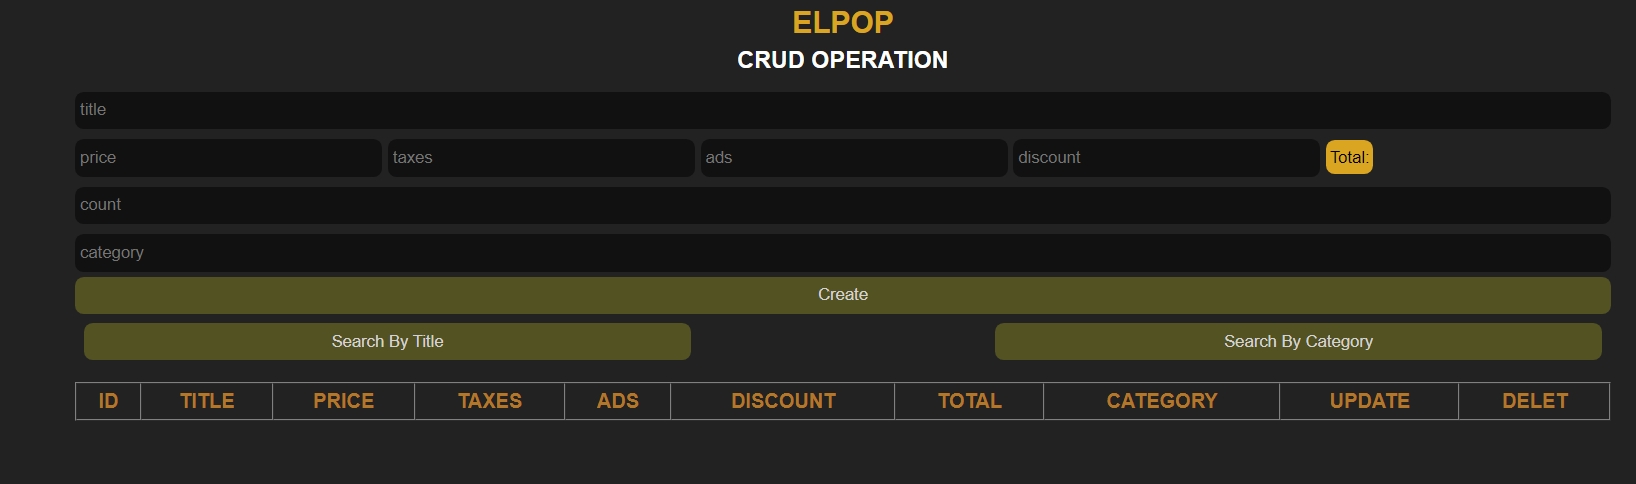 ELPOP
CRUD OPERATION
title
price taxes ads discount Total:
count
category
Create
Search By Title Search By Category
ID TITLE PRICE TAXES ADS DISCOUNT TOTAL CATEGORY UPDATE DELET